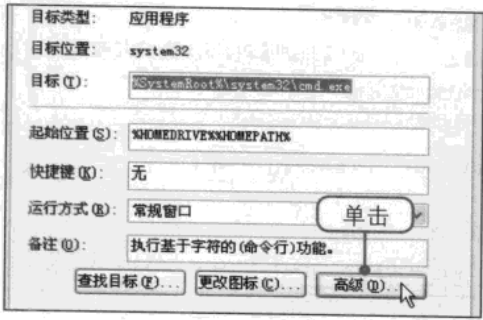 目标类型: 应用程序
目标位置: system32
目标(T): %SystemRoot%\system32\cmd.exe
起始位置(S): %HOMEDRIVE%%HOMEPATH%
快捷键(K): 无
运行方式(R): 常规窗口
单击
备注(O): 执行基于字符的(命令行)功能。
查找目标(F)... 更改图标(C)... 高级(D)...